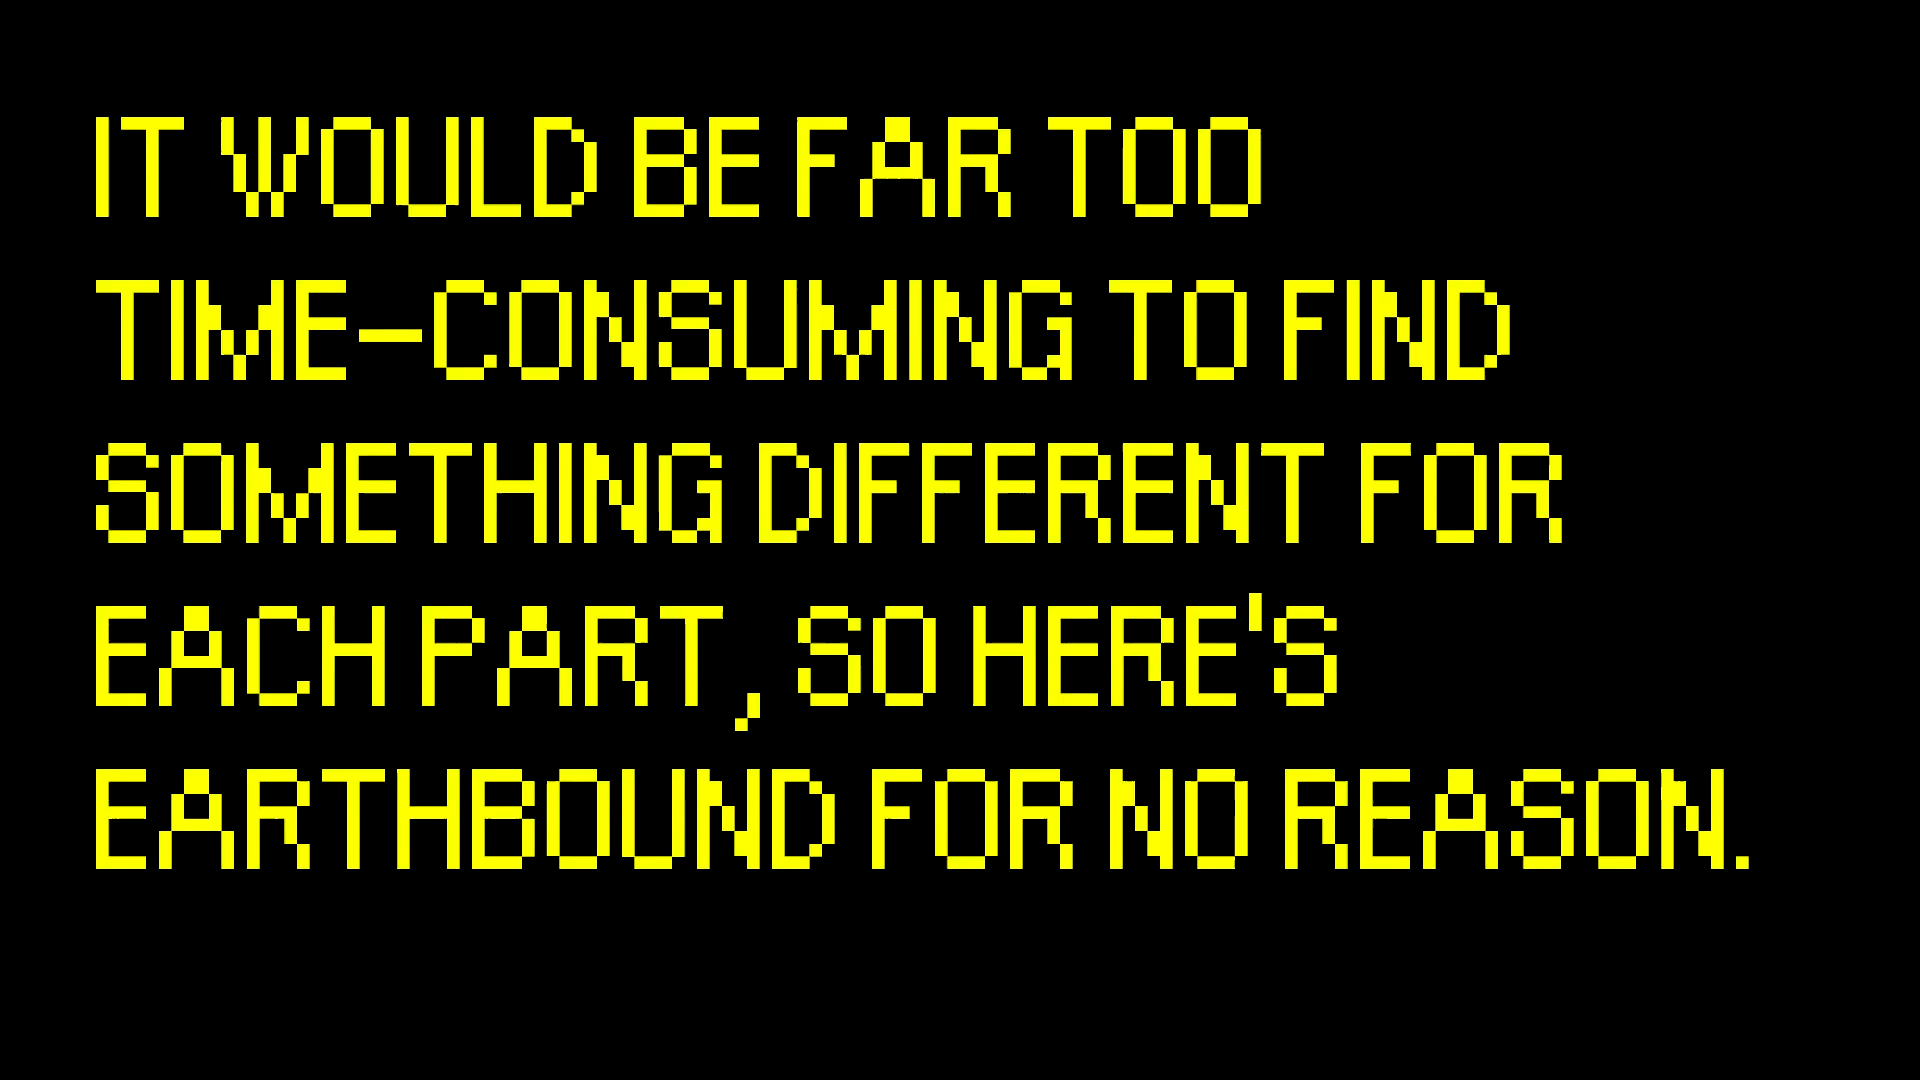 IT WOULD BE FAR TOO
TIME-CONSUMING TO FIND
SOMETHING DIFFERENT FOR
EACH PART, SO HERE'S
EARTHBOUND FOR NO REASON.